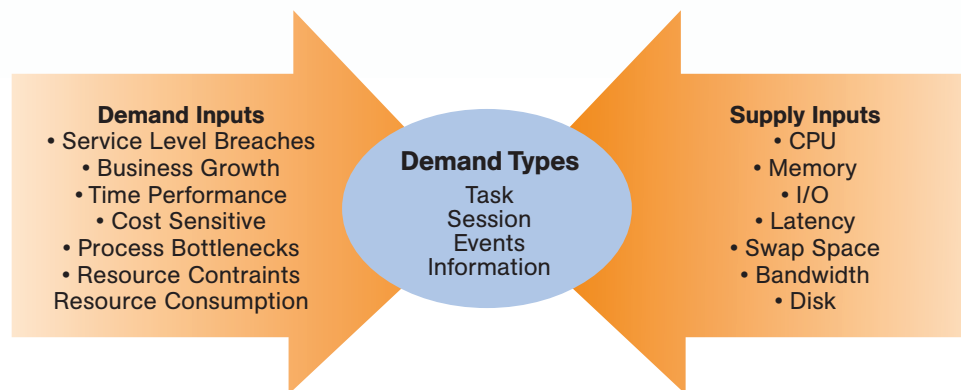 Demand Inputs
• Service Level Breaches
• Business Growth
• Time Performance
• Cost Sensitive
• Process Bottlenecks
• Resource Contraints
Resource Consumption
Demand Types
Task
Session
Events
Information
Supply Inputs
• CPU
• Memory
• I/O
• Latency
• Swap Space
• Bandwidth
• Disk